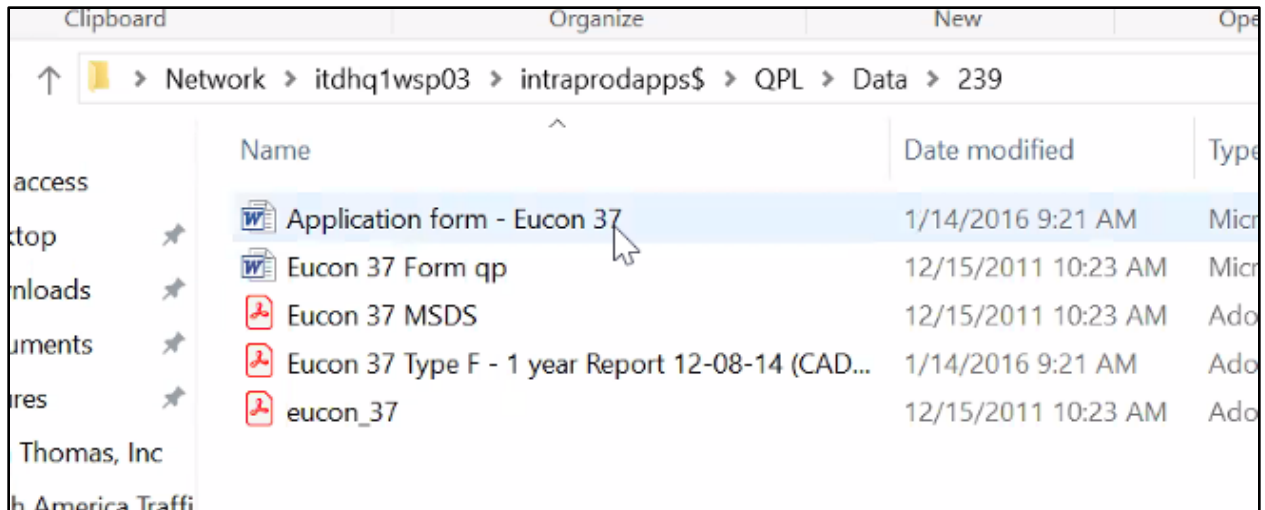 Clipboard Organize New Ope
Network > itdhq1wsp03 > intraprodapps$ > QPL > Data > 239
Name Date modified Type
access
ktop
nloads
uments
ures
Thomas, Inc
h America Traffi
Application form - Eucon 37 1/14/2016 9:21 AM Micr
Eucon 37 Form qp 12/15/2011 10:23 AM Micr
Eucon 37 MSDS 12/15/2011 10:23 AM Ado
Eucon 37 Type F - 1 year Report 12-08-14 (CAD... 1/14/2016 9:21 AM Ado
eucon_37 12/15/2011 10:23 AM Ado